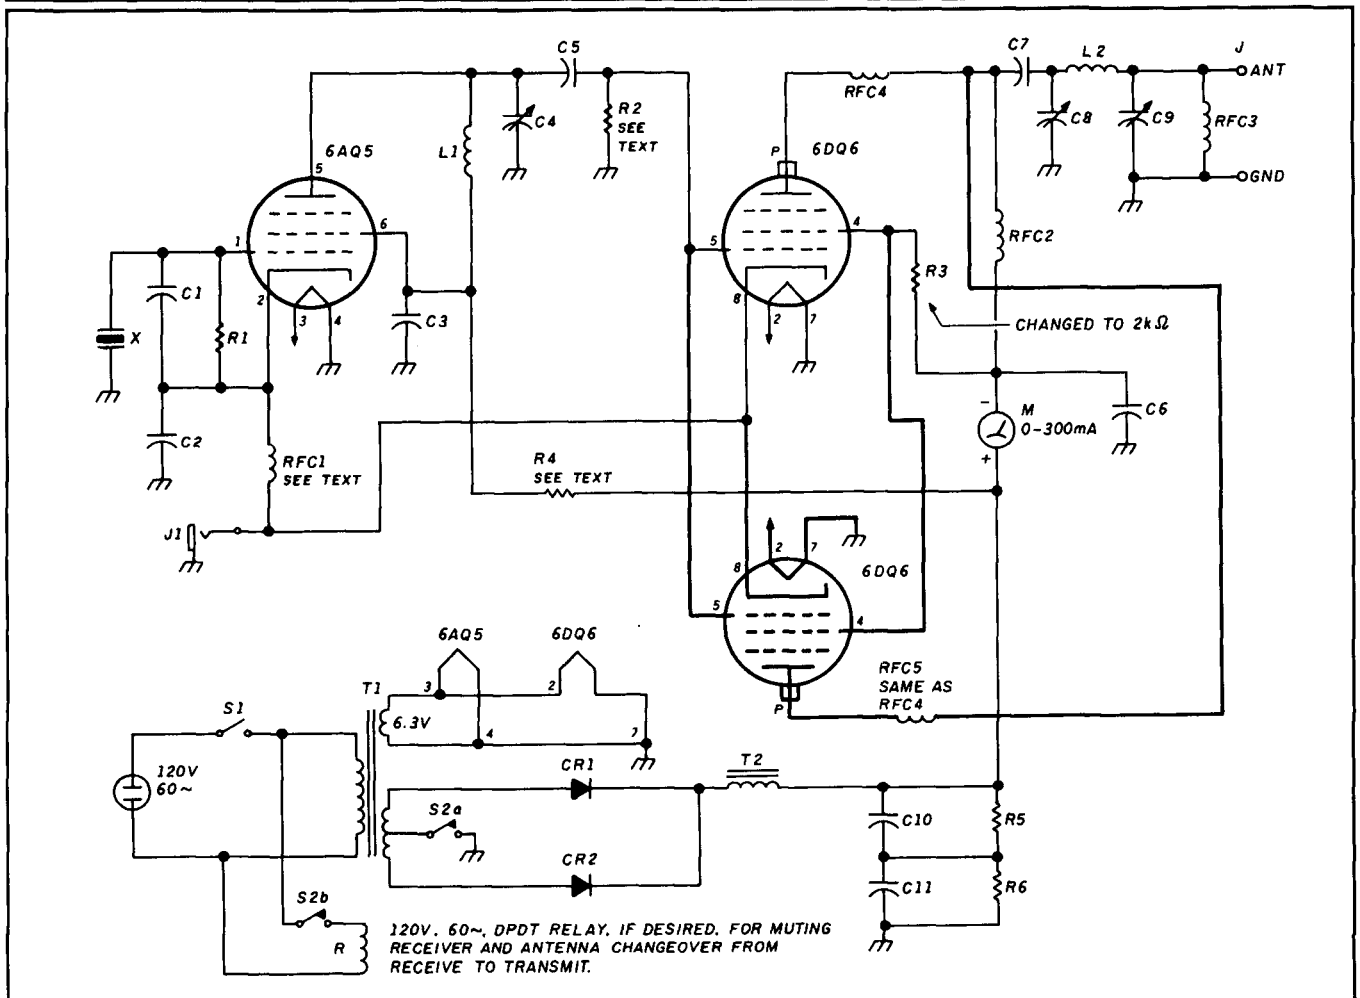 C5
C7
L2
J
ANT
RFC4
R2
SEE
TEXT
C4
C8
C9
RFC3
6AQ5
5
L1
P
6DQ6
GND
6
4
1
5
RFC2
C1
2
3
4
8
2
7
R3
X
R1
C3
CHANGED TO 2kΩ
C2
RFC1
SEE TEXT
R4
SEE TEXT
−
M
0-300mA
+
C6
J1
2
7
8
6DQ6
5
4
6AQ5
6DQ6
RFC5
SAME AS
RFC4
P
T1
3
2
S1
6.3V
4
7
120V
60~
CR1
T2
S2a
C10
R5
CR2
C11
R6
S2b
R
120V, 60~, DPDT RELAY, IF DESIRED, FOR MUTING
RECEIVER AND ANTENNA CHANGEOVER FROM
RECEIVE TO TRANSMIT.